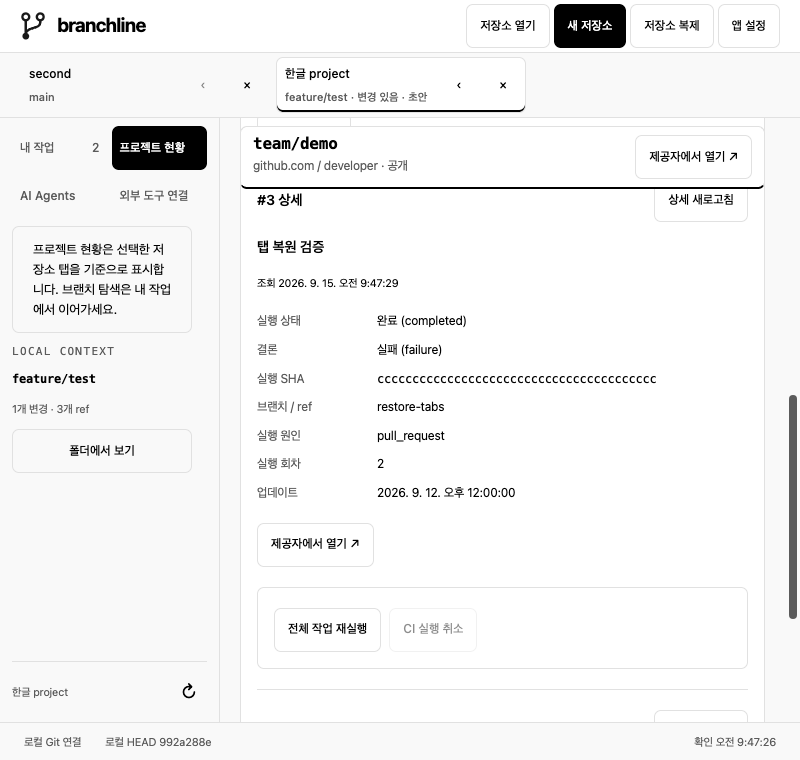 branchline
저장소 열기
새 저장소
저장소 복제
앱 설정
second
main
‹
×
한글 project
feature/test · 변경 있음 · 초안
‹
×
내 작업
2
프로젝트 현황
AI Agents
외부 도구 연결
프로젝트 현황은 선택한 저
장소 탭을 기준으로 표시합
니다. 브랜치 탐색은 내 작업
에서 이어가세요.
LOCAL CONTEXT
feature/test
1개 변경 · 3개 ref
폴더에서 보기
한글 project
team/demo
github.com / developer · 공개
제공자에서 열기 ↗
#3 상세
상세 새로고침
탭 복원 검증
조회 2026. 9. 15. 오전 9:47:29
실행 상태
완료 (completed)
결론
실패 (failure)
실행 SHA
cccccccccccccccccccccccccccccccccccccccc
브랜치 / ref
restore-tabs
실행 원인
pull_request
실행 회차
2
업데이트
2026. 9. 12. 오후 12:00:00
제공자에서 열기 ↗
전체 작업 재실행
CI 실행 취소
로컬 Git 연결
로컬 HEAD 992a288e
확인 오전 9:47:26